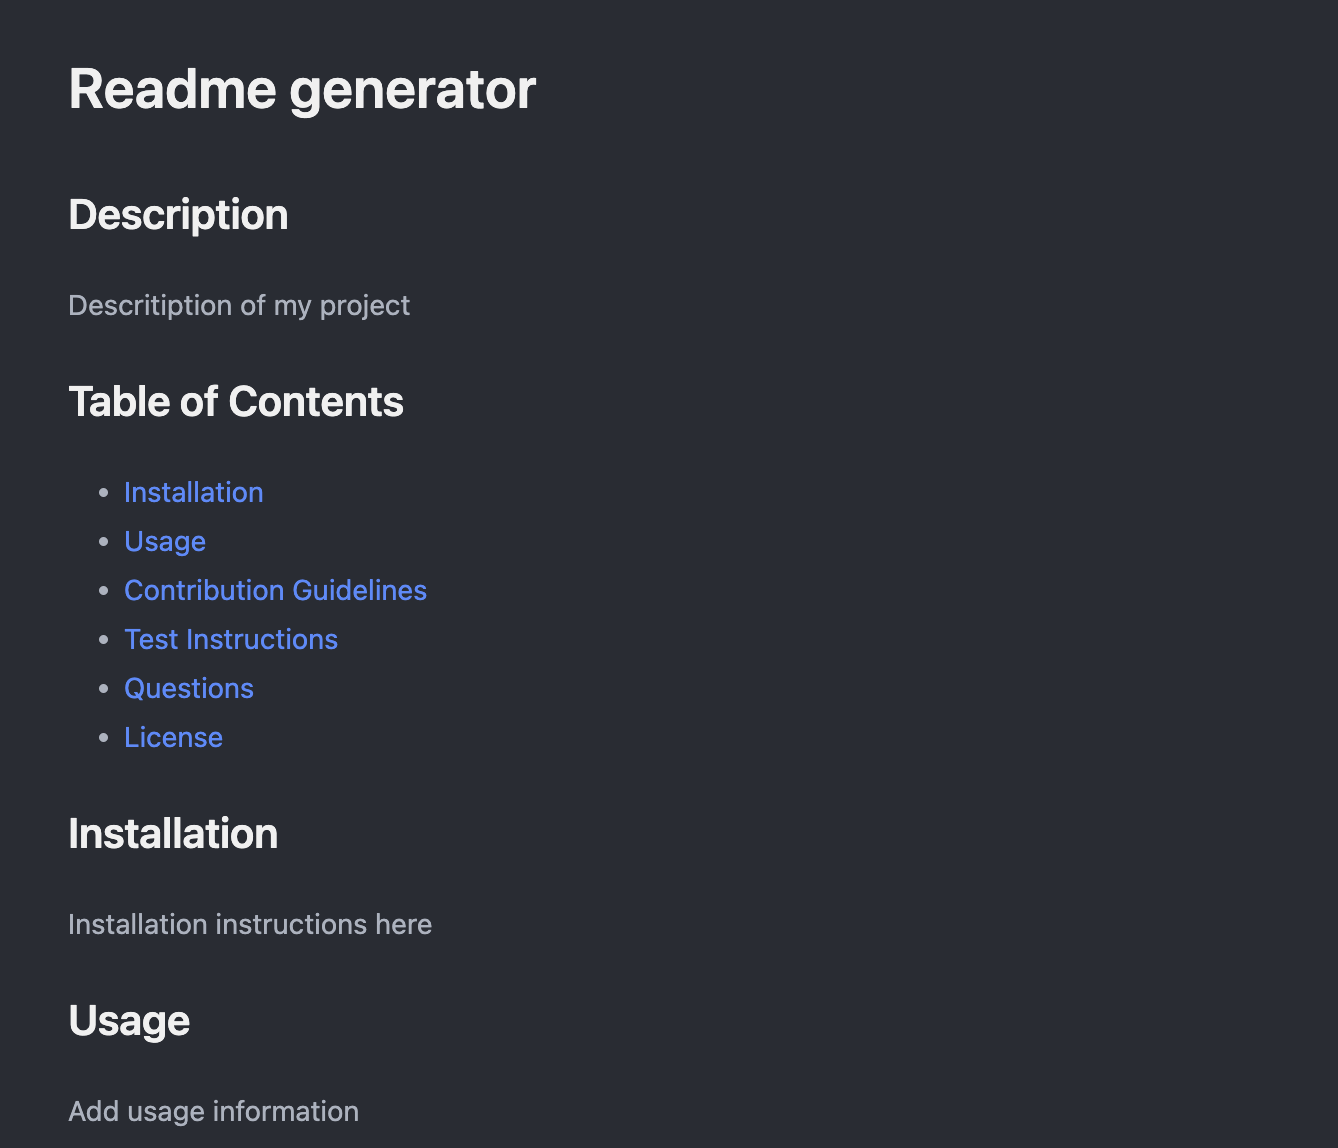 Readme generator
Description
Descritiption of my project
Table of Contents
Installation
Usage
Contribution Guidelines
Test Instructions
Questions
License
Installation
Installation instructions here
Usage
Add usage information